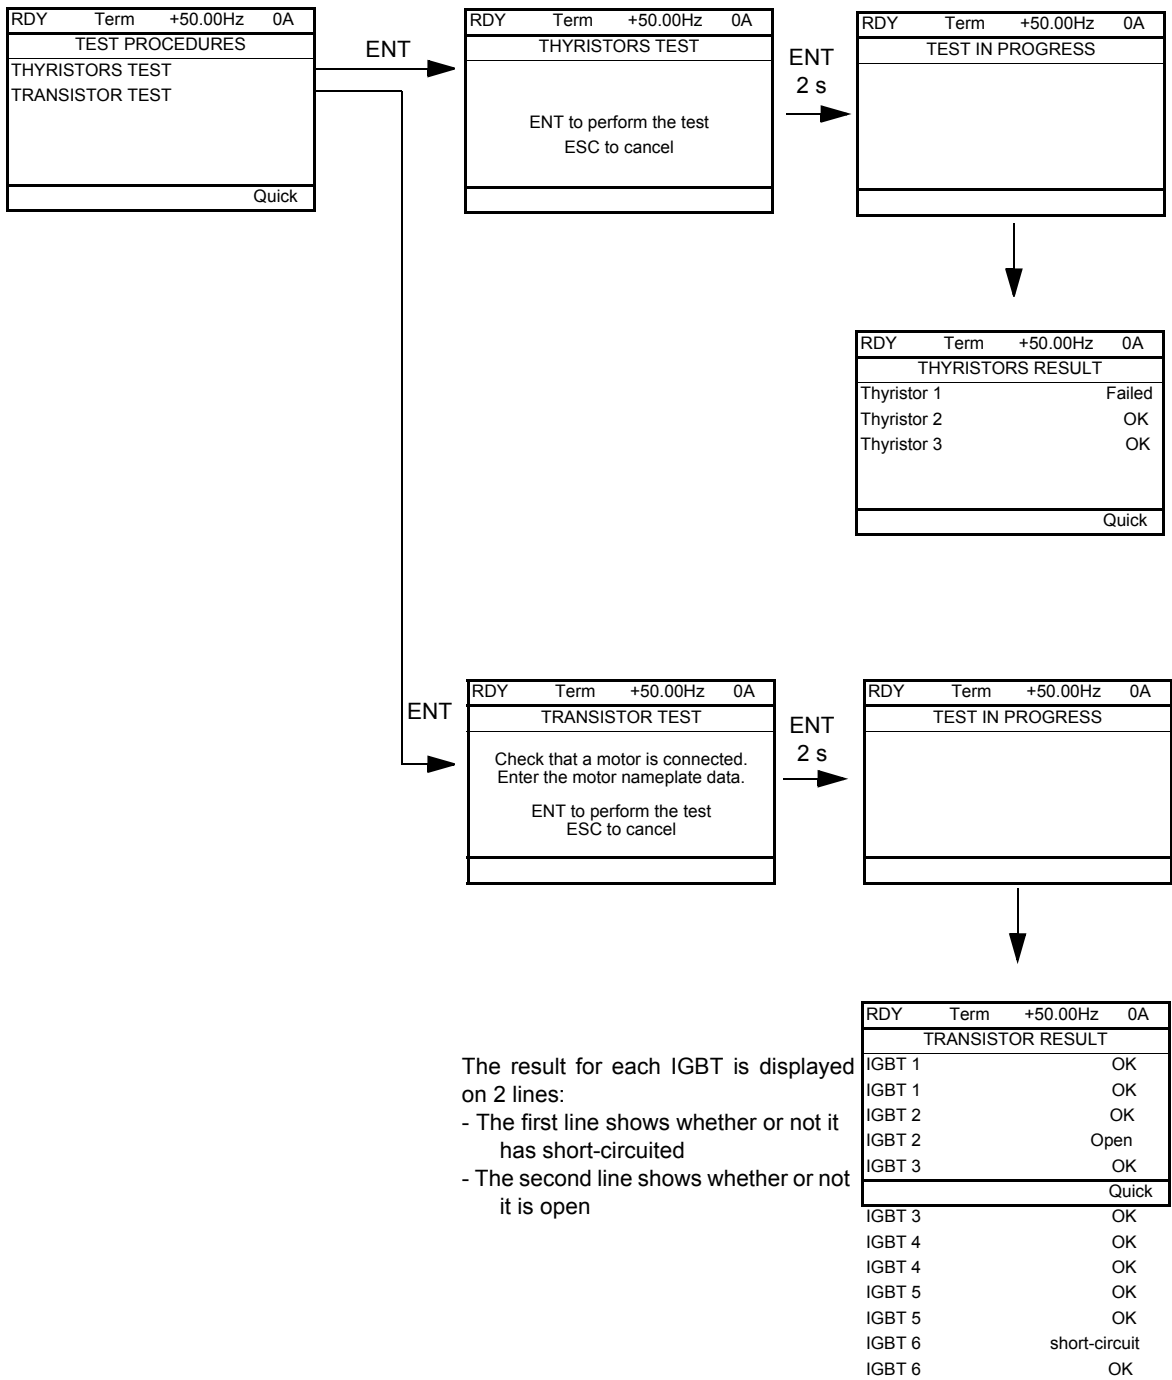 RDY Term +50.00Hz 0A
TEST PROCEDURES
THYRISTORS TEST
TRANSISTOR TEST
Quick
ENT
RDY Term +50.00Hz 0A
THYRISTORS TEST
ENT to perform the test
ESC to cancel
ENT
2 s
RDY Term +50.00Hz 0A
TEST IN PROGRESS
RDY Term +50.00Hz 0A
THYRISTORS RESULT
Thyristor 1 Failed
Thyristor 2 OK
Thyristor 3 OK
Quick
ENT
RDY Term +50.00Hz 0A
TRANSISTOR TEST
Check that a motor is connected.
Enter the motor nameplate data.
ENT to perform the test
ESC to cancel
ENT
2 s
RDY Term +50.00Hz 0A
TEST IN PROGRESS
The result for each IGBT is displayed
on 2 lines:
- The first line shows whether or not it
has short-circuited
- The second line shows whether or not
it is open
RDY Term +50.00Hz 0A
TRANSISTOR RESULT
IGBT 1 OK
IGBT 1 OK
IGBT 2 OK
IGBT 2 Open
IGBT 3 OK
Quick
IGBT 3 OK
IGBT 4 OK
IGBT 4 OK
IGBT 5 OK
IGBT 5 OK
IGBT 6 short-circuit
IGBT 6 OK